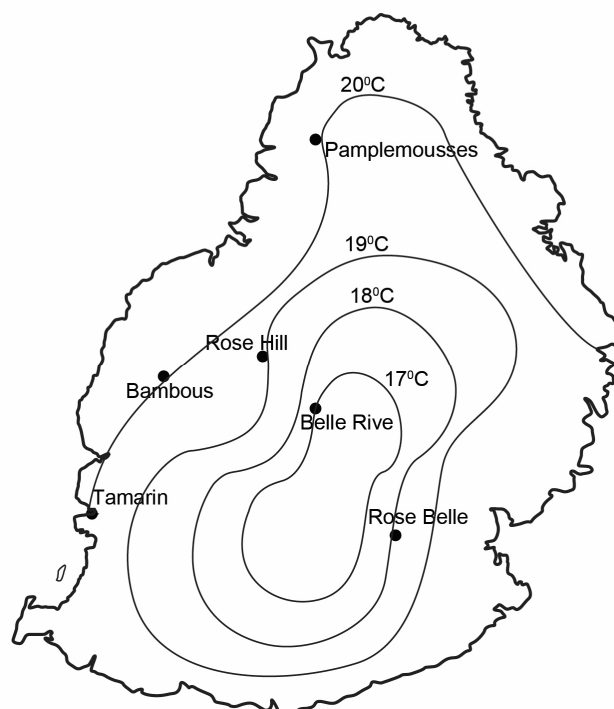 20⁰C
Pamplemousses
19⁰C
18⁰C
Rose Hill
17⁰C
Bambous
Belle Rive
Tamarin
Rose Belle